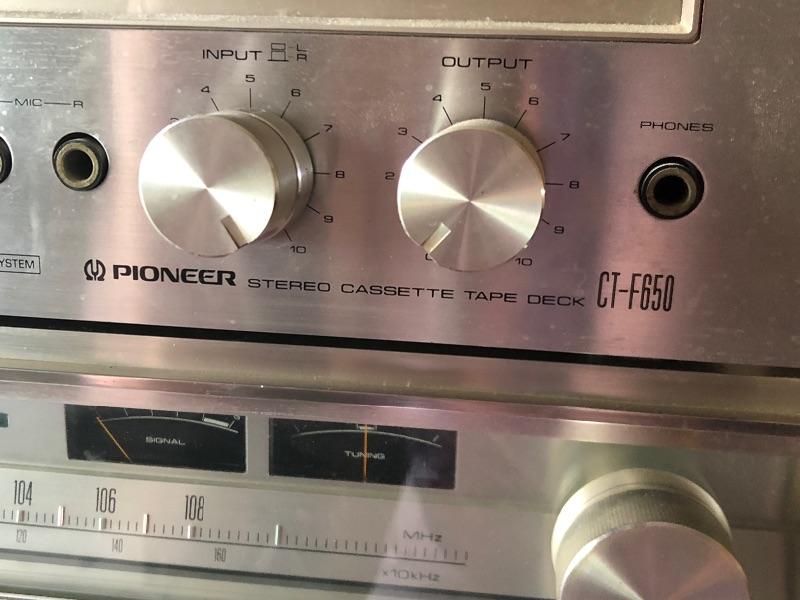 INPUT L
R
OUTPUT
MIC R
PHONES
4 5 6 7 8 9 10
2 3 4 5 6 7 8 9 10
YSTEM
PIONEER STEREO CASSETTE TAPE DECK CT-F650
SIGNAL
TUNING
104 106 108
MHz
120 140 160
x10kHz